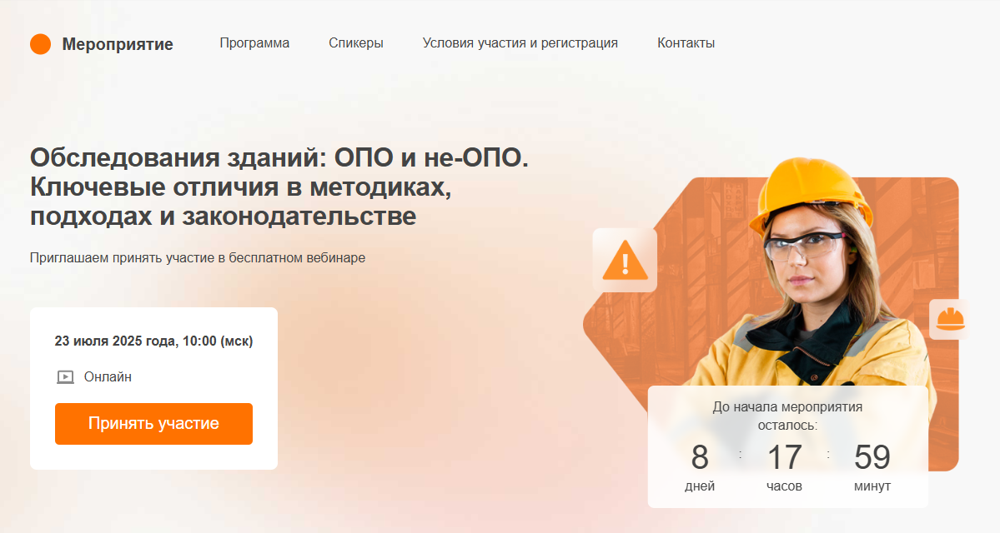 Мероприятие
Программа
Спикеры
Условия участия и регистрация
Контакты
Обследования зданий: ОПО и не-ОПО.
Ключевые отличия в методиках,
подходах и законодательстве
Приглашаем принять участие в бесплатном вебинаре
23 июля 2025 года, 10:00 (мск)
Онлайн
Принять участие
До начала мероприятия
осталось:
8 : 17 : 59
дней часов минут